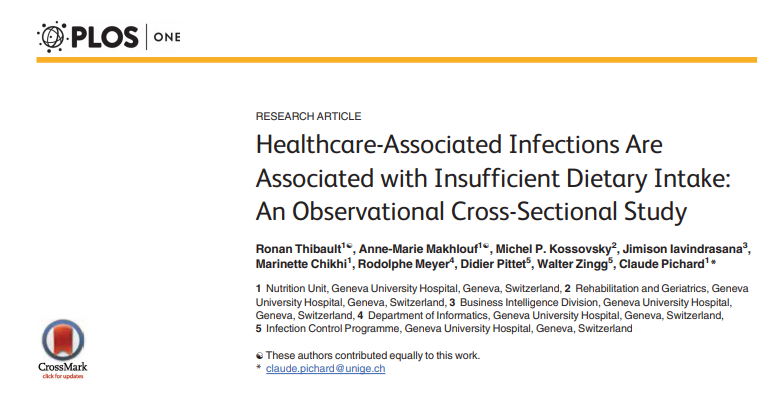 PLOS | ONE
RESEARCH ARTICLE
Healthcare-Associated Infections Are
Associated with Insufficient Dietary Intake:
An Observational Cross-Sectional Study
Ronan Thibault1☯, Anne-Marie Makhlouf1☯, Michel P. Kossovsky2, Jimison Iavindrasana3,
Marinette Chikhi1, Rodolphe Meyer4, Didier Pittet5, Walter Zingg5, Claude Pichard1*
1 Nutrition Unit, Geneva University Hospital, Geneva, Switzerland, 2 Rehabilitation and Geriatrics, Geneva
University Hospital, Geneva, Switzerland, 3 Business Intelligence Division, Geneva University Hospital,
Geneva, Switzerland, 4 Department of Informatics, Geneva University Hospital, Geneva, Switzerland,
5 Infection Control Programme, Geneva University Hospital, Geneva, Switzerland
☯ These authors contributed equally to this work.
* claude.pichard@unige.ch
CrossMark
click for updates